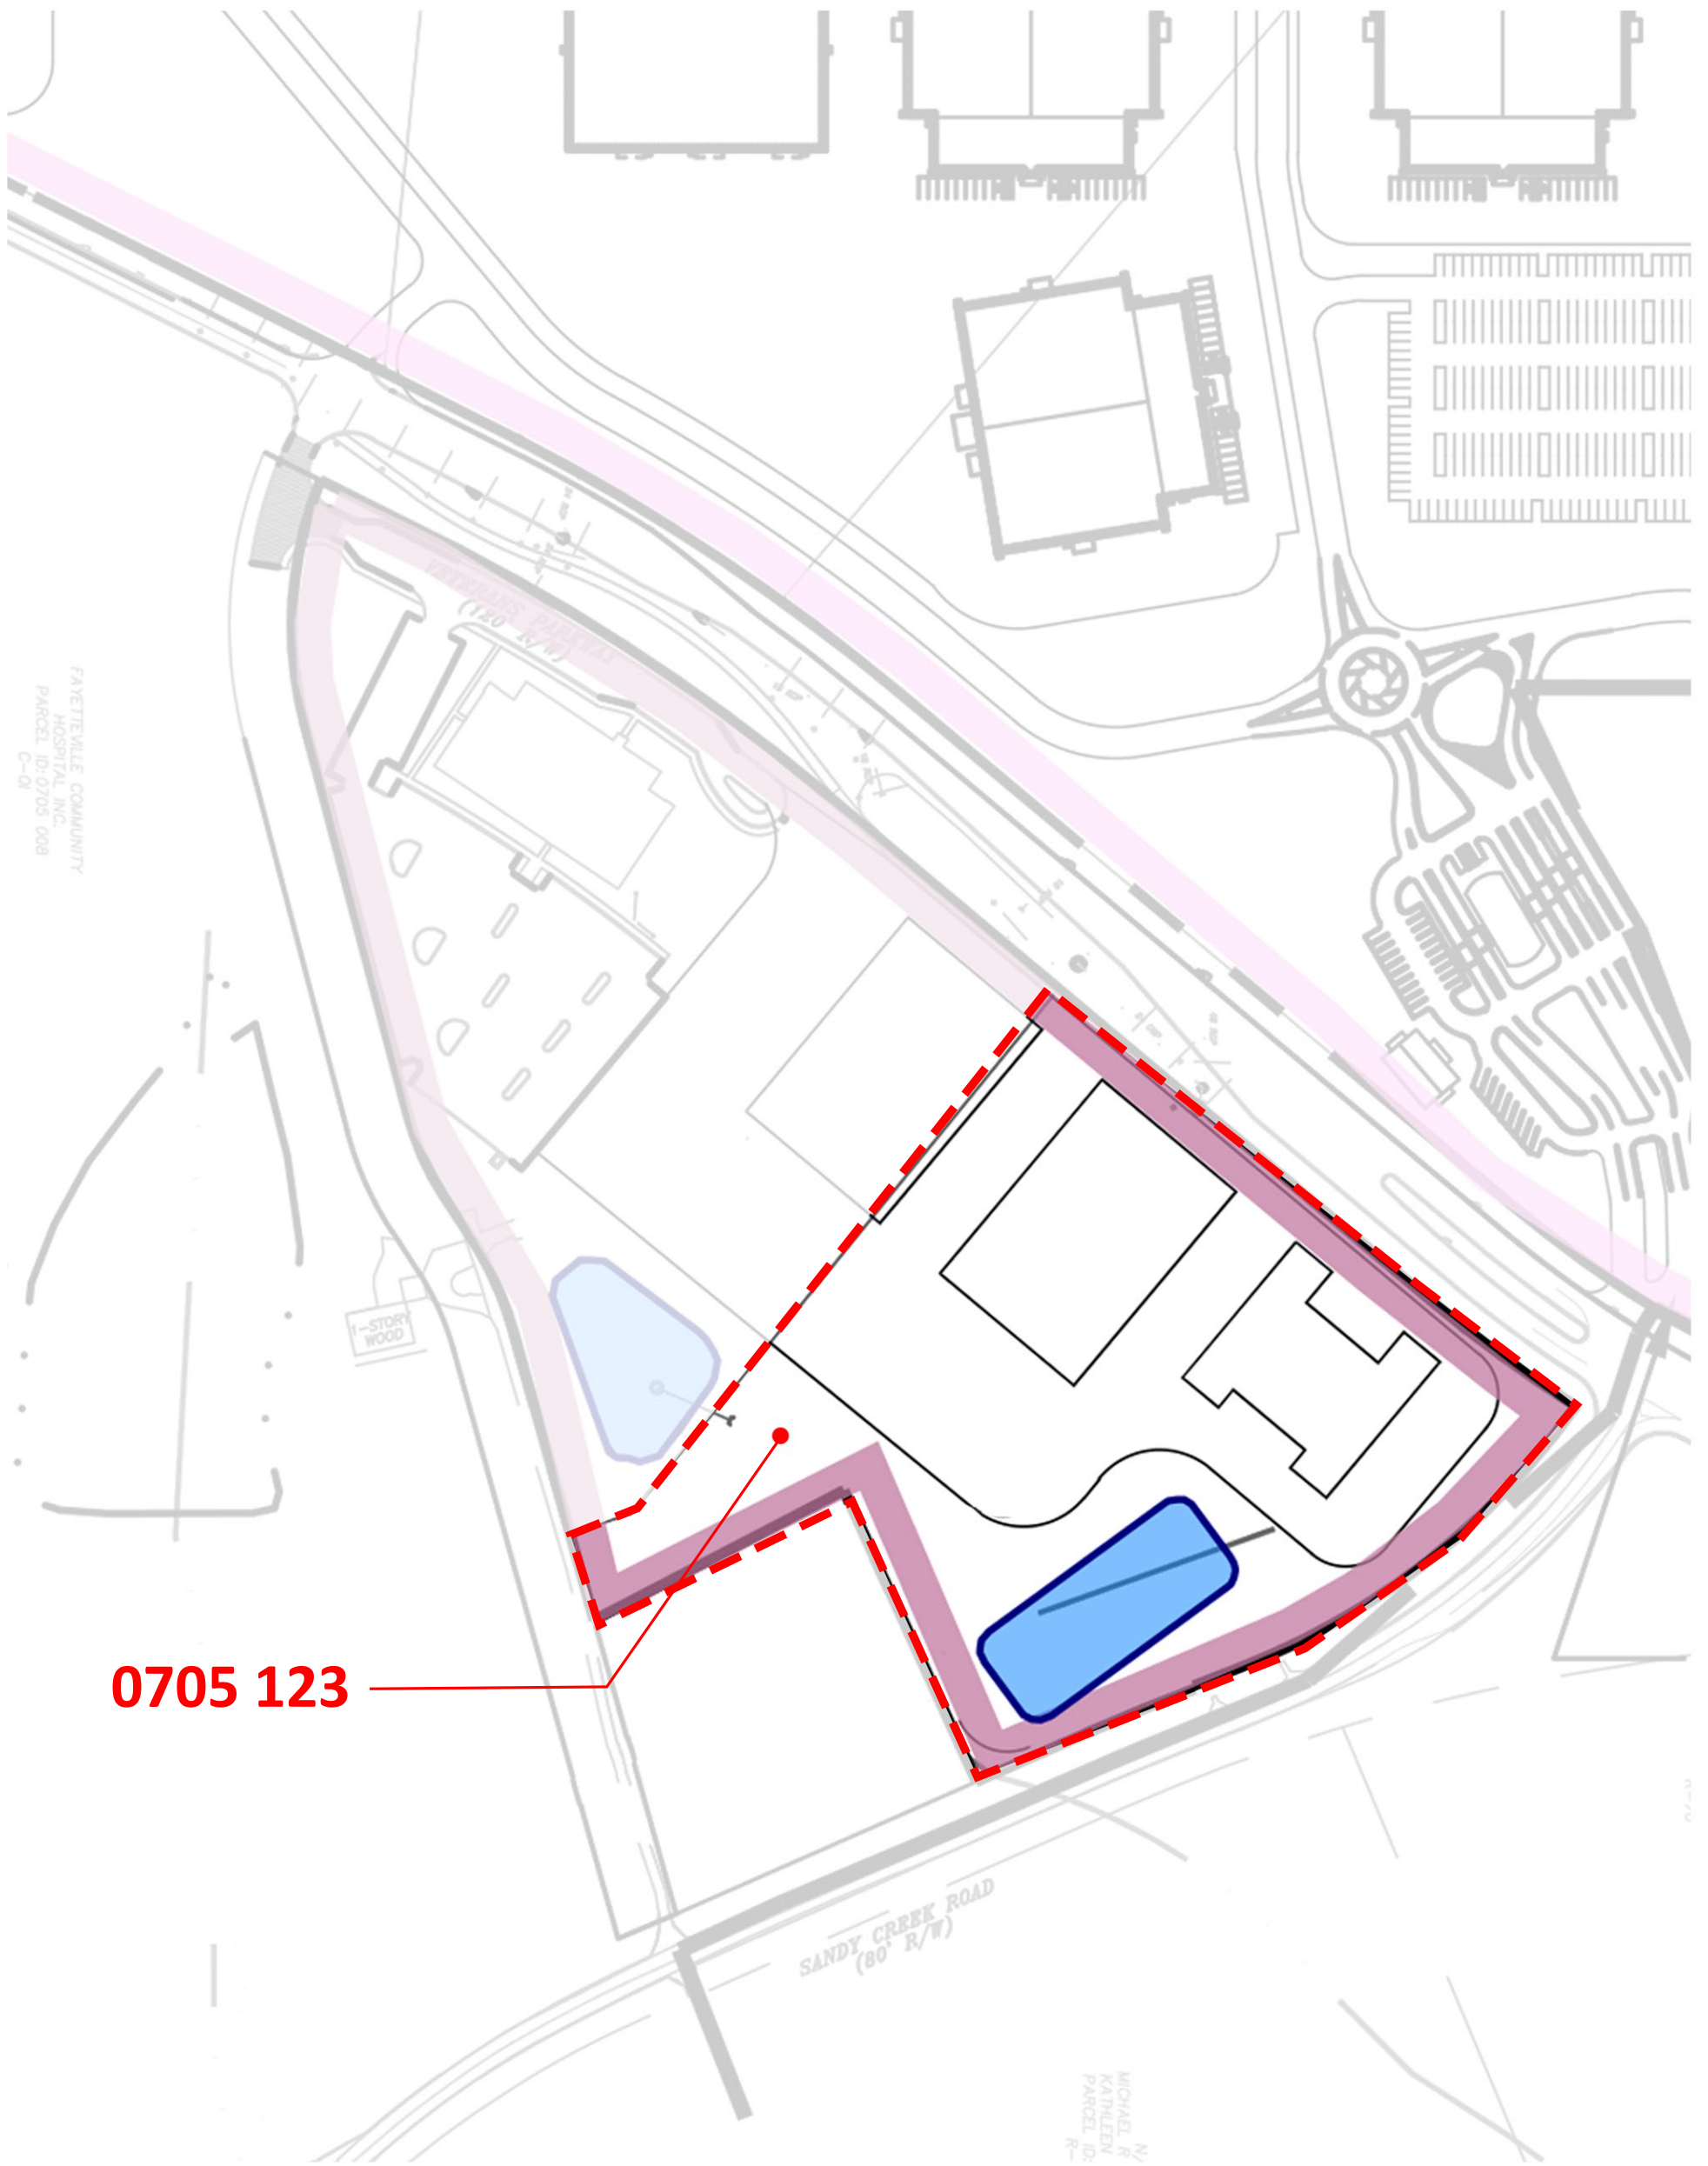 VETERANS PARKWAY
(120' R/W)
FAYETTEVILLE COMMUNITY
HOSPITAL INC.
PARCEL ID: 0705 008
C-01
1-STORY
WOOD
0705 123
SANDY CREEK ROAD
(80' R/W)
MICHAEL R
KATHLEEN
PARCEL ID:
R-